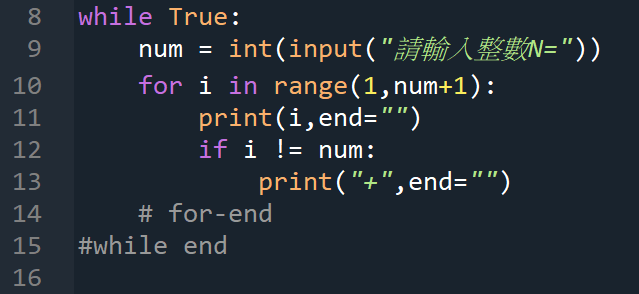 8 while True:
9     num = int(input("請輸入整數N="))
10     for i in range(1,num+1):
11         print(i,end="")
12         if i != num:
13             print("+",end="")
14     # for-end
15 #while end
16